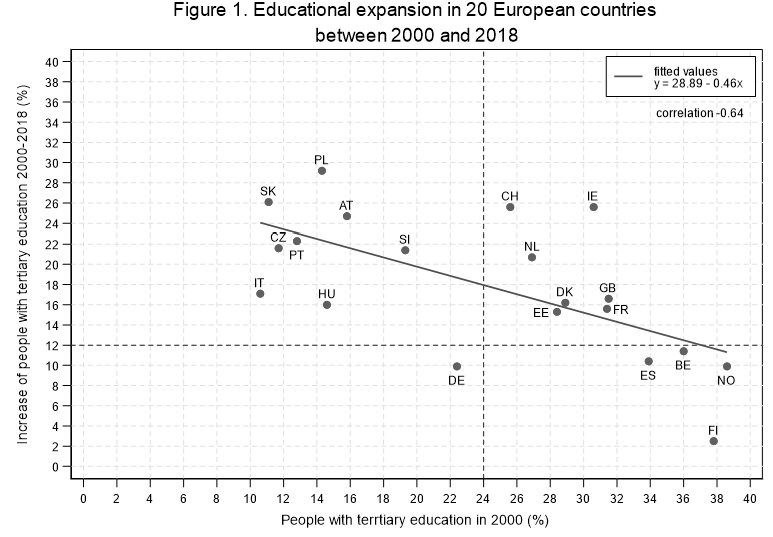 Figure 1. Educational expansion in 20 European countries
between 2000 and 2018
Increase of people with tertiary education 2000-2018 (%)
40
38
36
34
32
30
28
26
24
22
20
18
16
14
12
10
8
6
4
2
0
fitted values
y = 28.89 - 0.46x
correlation -0.64
PL
SK
AT
CH
IE
CZ
PT
SI
NL
IT
HU
DK
GB
EE
FR
DE
ES
BE
NO
FI
0 2 4 6 8 10 12 14 16 18 20 22 24 26 28 30 32 34 36 38 40
People with terrtiary education in 2000 (%)